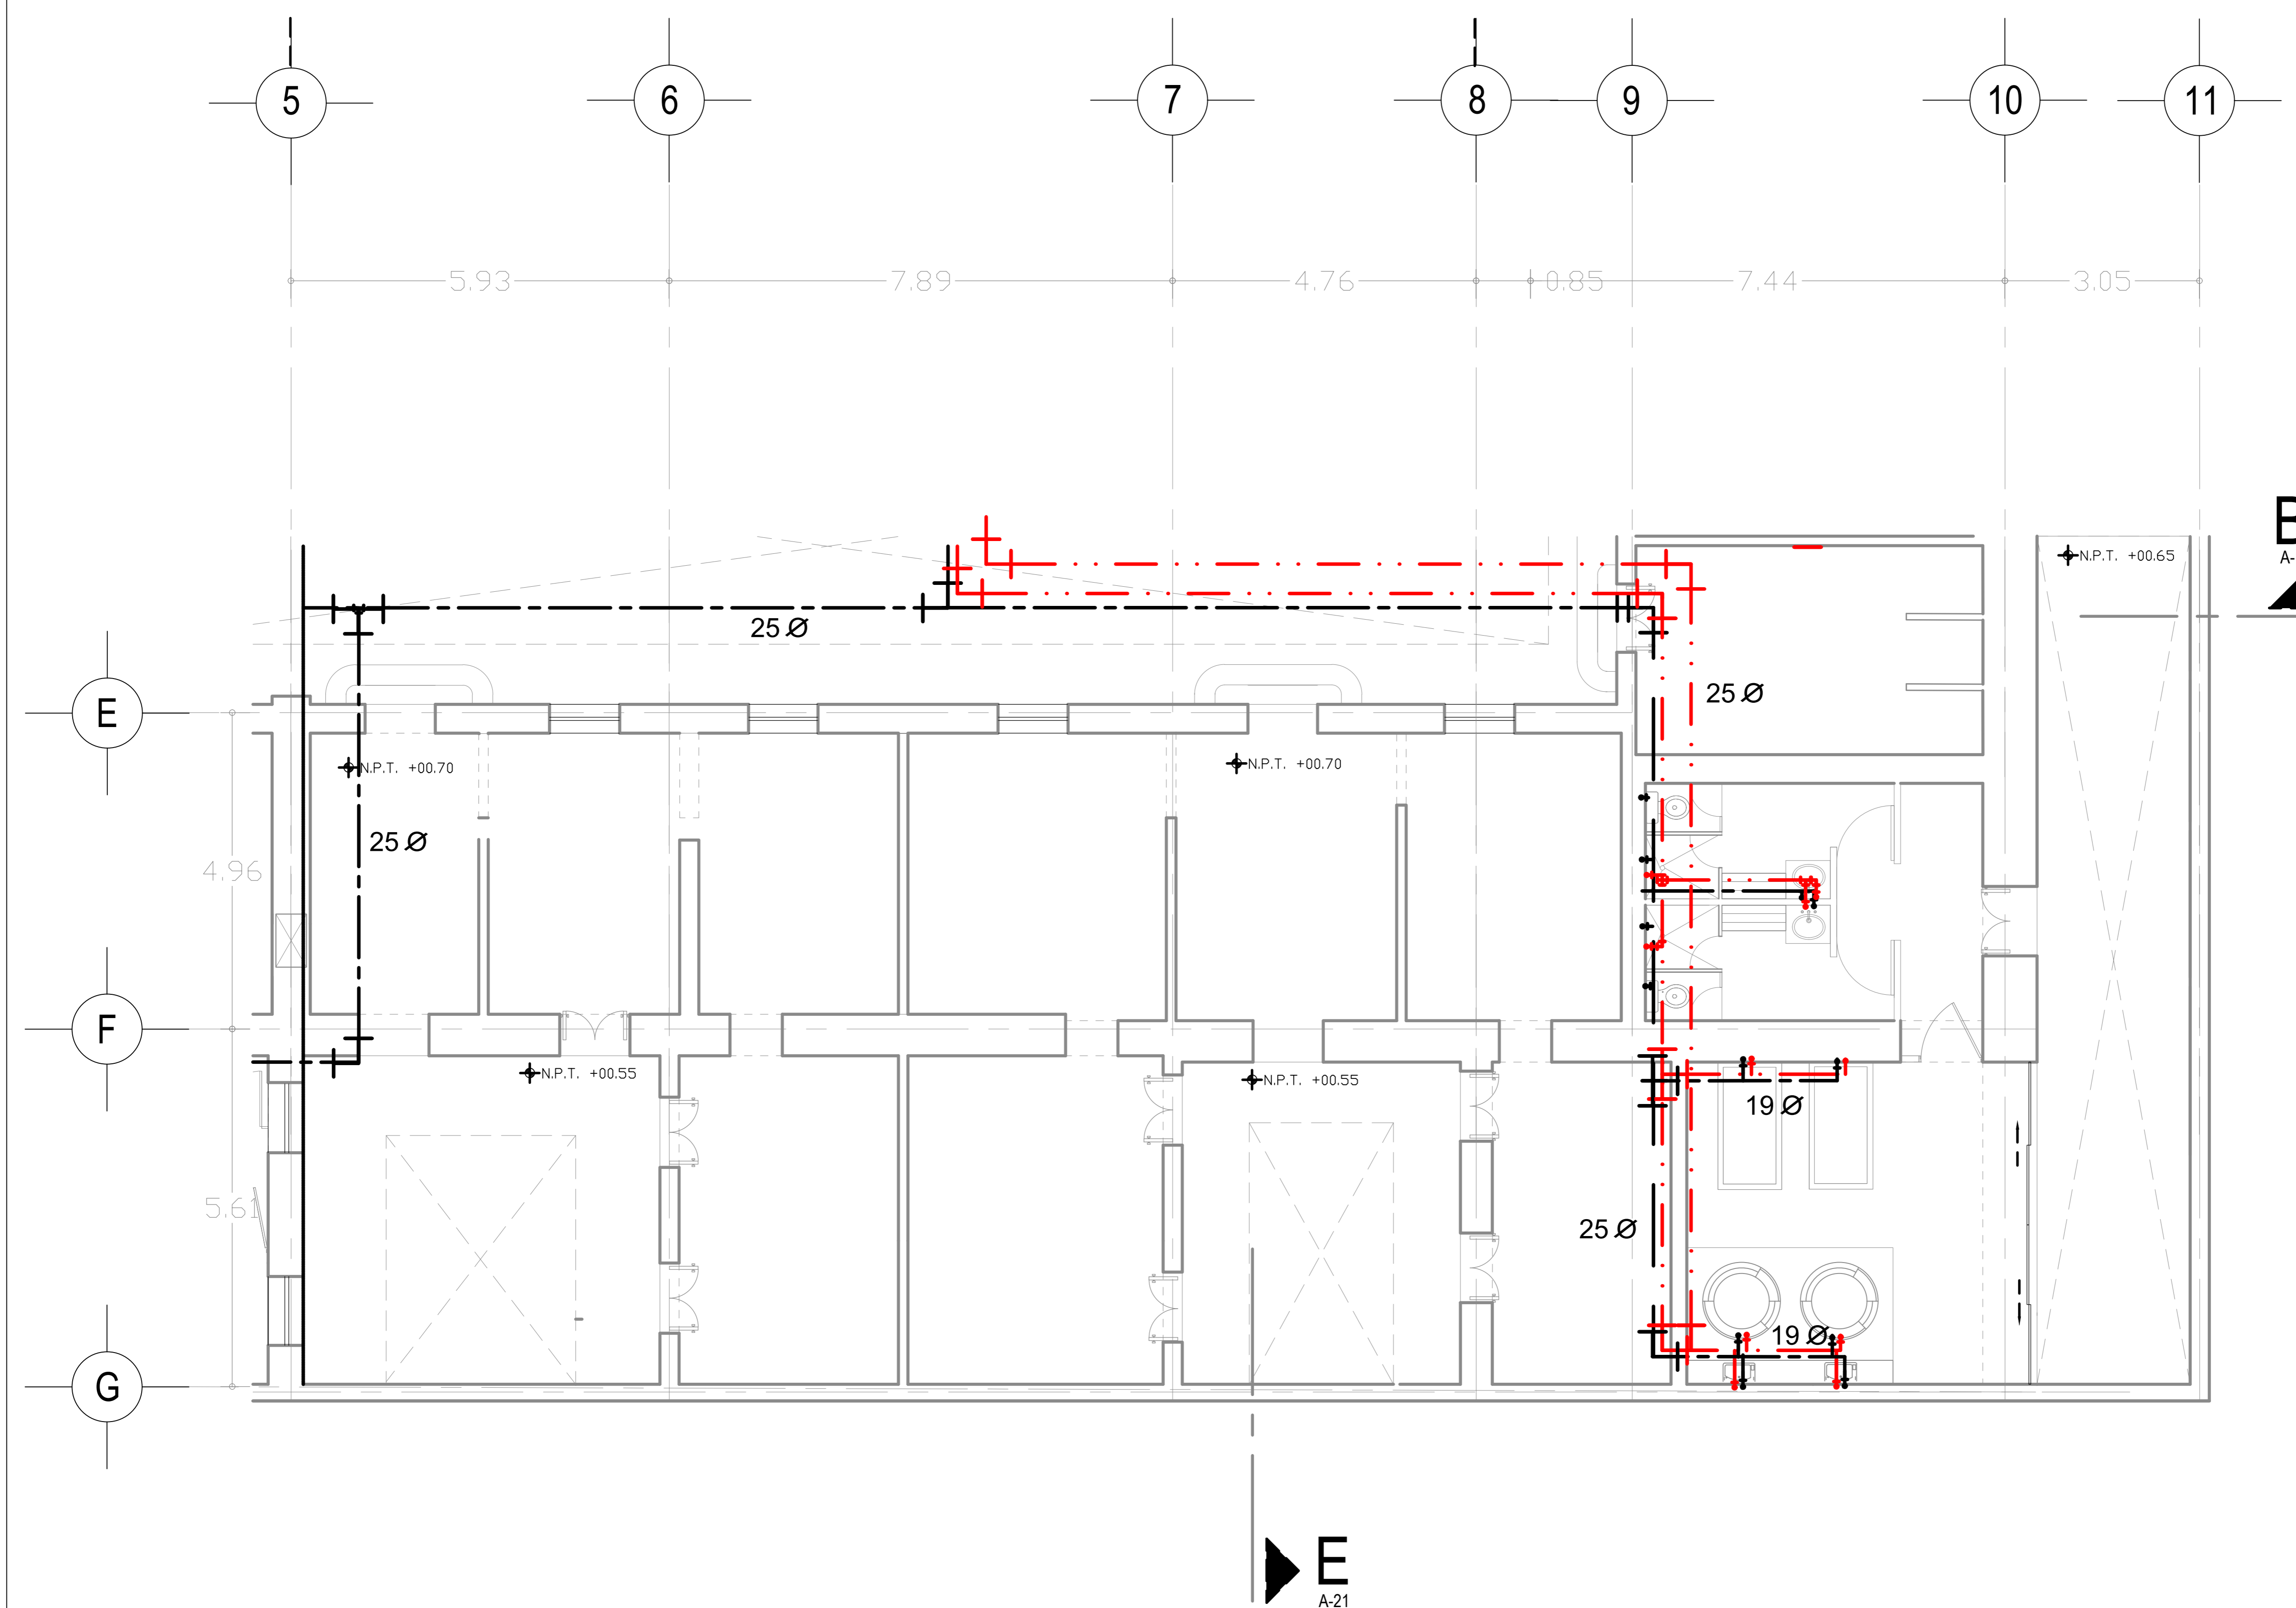 5 6 7 8 9 10 11
5.93 7.89 4.76 0.85 7.44 3.05
B
A-
N.P.T. +00.65
25 Ø
25 Ø
E
N.P.T. +00.70
N.P.T. +00.70
25 Ø
4.96
F
N.P.T. +00.55
N.P.T. +00.55
19 Ø
5.61
25 Ø
19 Ø
G
E
A-21